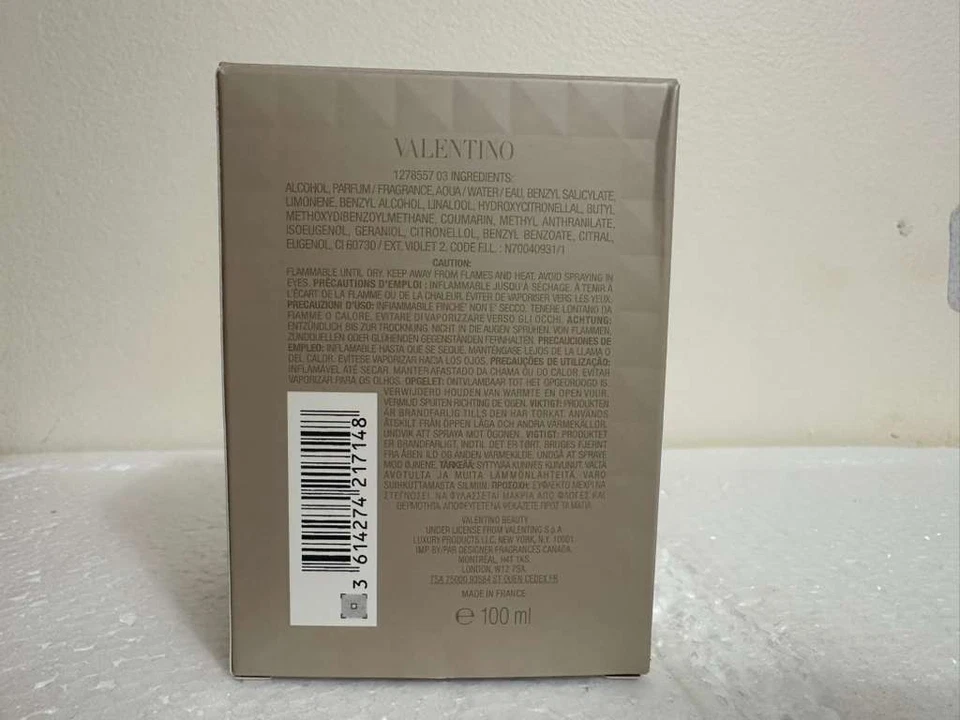 VALENTINO
1278557 03 INGREDIENTS:
ALCOHOL, PARFUM / FRAGRANCE, AQUA / WATER / EAU, BENZYL SALICYLATE,
LIMONENE, BENZYL ALCOHOL, LINALOOL, HYDROXYCITRONELLAL, BUTYL
METHOXYDIBENZOYLMETHANE, COUMARIN, METHYL ANTHRANILATE,
ISOEUGENOL, GERANIOL, CITRONELLOL, BENZYL BENZOATE, CITRAL,
EUGENOL, CI 60730 / EXT. VIOLET 2, CODE F.I.L. : N70040931/1
CAUTION:
FLAMMABLE UNTIL DRY. KEEP AWAY FROM FLAMES AND HEAT. AVOID SPRAYING IN
EYES. PRÉCAUTIONS D'EMPLOI : INFLAMMABLE JUSQU'À SÉCHAGE. À TENIR À
L'ÉCART DE LA FLAMME OU DE LA CHALEUR. ÉVITER DE VAPORISER VERS LES YEUX.
PRECAUZIONI D'USO: INFIAMMABILE FINCHE' NON E' SECCO. TENERE LONTANO DA
FIAMME O CALORE. EVITARE DI VAPORIZZARE VERSO GLI OCCHI. ACHTUNG:
ENTZÜNDLICH BIS ZUR TROCKNUNG. NICHT IN DIE AUGEN SPRÜHEN. VON FLAMMEN,
ZÜNDQUELLEN ODER GLÜHENDEN GEGENSTÄNDEN FERNHALTEN. PRECAUCIONES DE
EMPLEO: INFLAMABLE HASTA QUE SE SEQUE. MANTÉNGASE LEJOS DE LA LLAMA O
DEL CALOR. EVÍTESE VAPORIZAR HACIA LOS OJOS. PRECAUÇÕES DE UTILIZAÇÃO:
INFLAMÁVEL ATÉ SECAR. MANTER AFASTADO DA CHAMA OU DO CALOR. EVITAR
VAPORIZAR PARA OS OLHOS. OPGELET: ONTVLAMBAAR TOT HET OPGEDROOGD IS.
VERWIJDERD HOUDEN VAN WARMTE EN OPEN VUUR.
VERMIJD SPUITEN RICHTING DE OGEN. VIKTIGT: PRODUKTEN
ÄR BRANDFARLIG TILLS DEN HAR TORKAT. ANVÄNDS
ÅTSKILT FRÅN ÖPPEN LÅGA OCH ANDRA VÄRMEKÄLLOR.
UNDVIK ATT SPRAYA MOT ÖGONEN. VIGTIGT: PRODUKTET
ER BRANDFARLIGT, INDTIL DET ER TØRT. BRUGES FJERNT
FRA ÅBEN ILD OG ANDEN VARMEKILDE. UNDGÅ AT SPRAYE
MOD ØJNENE. TÄRKEÄÄ: SYTTYVÄÄ KUNNES KUIVUNUT. VÄLTÄ
AVOTULTA JA MUITA LÄMMÖNLÄHTEITÄ. VARO
SUIHKUTTAMASTA SILMIIN. ΠΡΟΣΟΧΗ: ΕΥΦΛΕΚΤΟ ΜΕΧΡΙ ΝΑ
ΣΤΕΓΝΩΣΕΙ. ΝΑ ΦΥΛΑΣΣΕΤΑΙ ΜΑΚΡΙΑ ΑΠΟ ΦΛΟΓΕΣ ΚΑΙ
ΘΕΡΜΟΤΗΤΑ. ΑΠΟΦΕΥΓΕΤΕ ΝΑ ΨΕΚΑΖΕΤΕ ΠΡΟΣ ΤΑ ΜΑΤΙΑ.
3 614274 217148
VALENTINO BEAUTY
UNDER LICENSE FROM VALENTINO S.p.A.
LUXURY PRODUCTS LLC, NEW YORK, N.Y. 10001.
IMP. BY/PAR DESIGNER FRAGRANCES CANADA,
MONTRÉAL, H4T 1K5.
LONDON, W12 7SA.
TSA 75000 93584 ST OUEN CEDEX FR
MADE IN FRANCE
℮ 100 ml